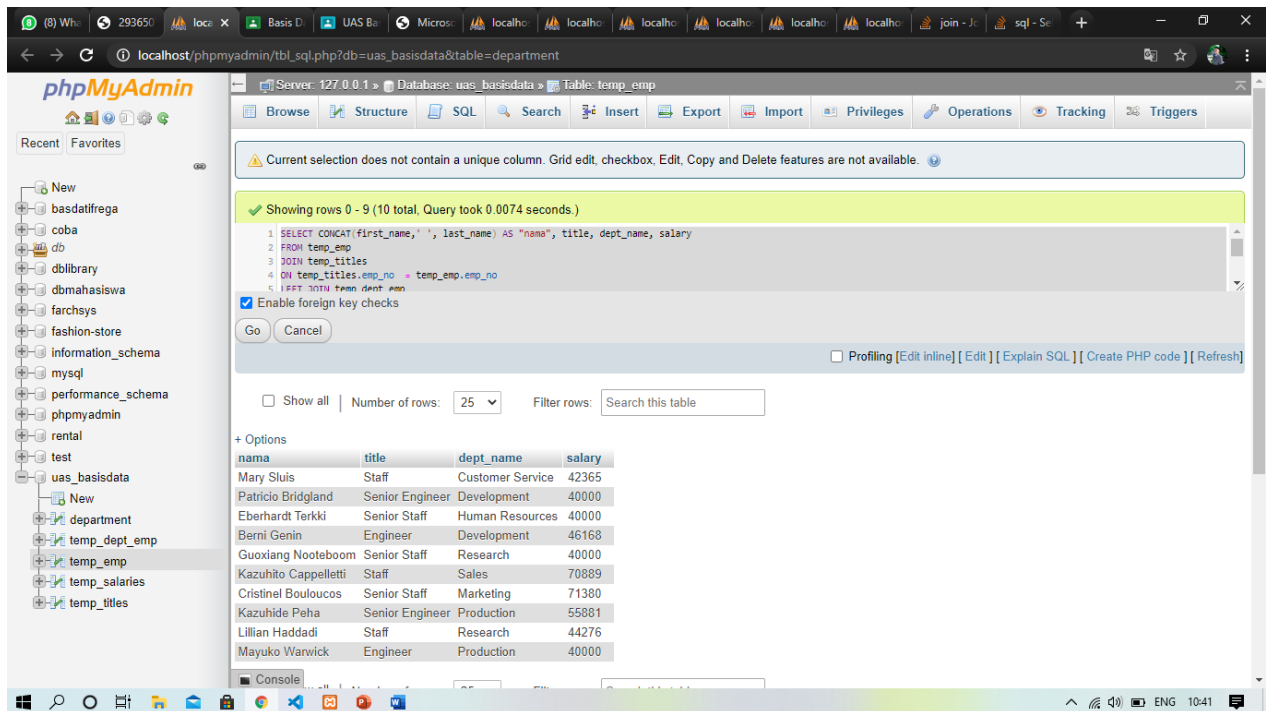 (8) Wha
293650
loca
Basis D
UAS Ba
Microso
localho
localho
localho
localho
localho
localho
join - Jo
sql - Se
localhost/phpmyadmin/tbl_sql.php?db=uas_basisdata&table=department
phpMyAdmin
Recent Favorites
New
basdatifrega
coba
db
dblibrary
dbmahasiswa
farchsys
fashion-store
information_schema
mysql
performance_schema
phpmyadmin
rental
test
uas_basisdata
New
department
temp_dept_emp
temp_emp
temp_salaries
temp_titles
Server: 127.0.0.1 » Database: uas_basisdata » Table: temp_emp
Browse Structure SQL Search Insert Export Import Privileges Operations Tracking Triggers
Current selection does not contain a unique column. Grid edit, checkbox, Edit, Copy and Delete features are not available.
Showing rows 0 - 9 (10 total, Query took 0.0074 seconds.)
1 SELECT CONCAT(first_name,' ', last_name) AS "nama", title, dept_name, salary
2 FROM temp_emp
3 JOIN temp_titles
4 ON temp_titles.emp_no = temp_emp.emp_no
5 LEFT JOIN temp_dept_emp
Enable foreign key checks
Go Cancel
Profiling [Edit inline] [ Edit ] [ Explain SQL ] [ Create PHP code ] [ Refresh]
Show all | Number of rows: 25 Filter rows: Search this table
+ Options
nama title dept_name salary
Mary Sluis Staff Customer Service 42365
Patricio Bridgland Senior Engineer Development 40000
Eberhardt Terkki Senior Staff Human Resources 40000
Berni Genin Engineer Development 46168
Guoxiang Nooteboom Senior Staff Research 40000
Kazuhito Cappelletti Staff Sales 70889
Cristinel Bouloucos Senior Staff Marketing 71380
Kazuhide Peha Senior Engineer Production 55881
Lillian Haddadi Staff Research 44276
Mayuko Warwick Engineer Production 40000
Console
ENG 10:41